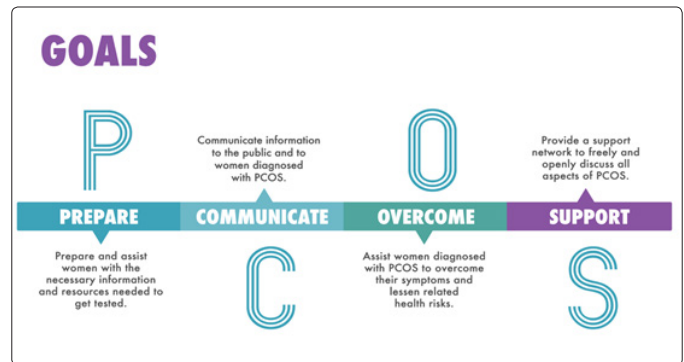 GOALS
P
PREPARE
Prepare and assist
women with the
necessary information
and resources needed to
get tested.
Communicate information
to the public and to
women diagnosed
with PCOS.
COMMUNICATE
C
O
OVERCOME
Assist women diagnosed
with PCOS to overcome
their symptoms and
lessen related
health risks.
Provide a support
network to freely and
openly discuss all
aspects of PCOS.
SUPPORT
S